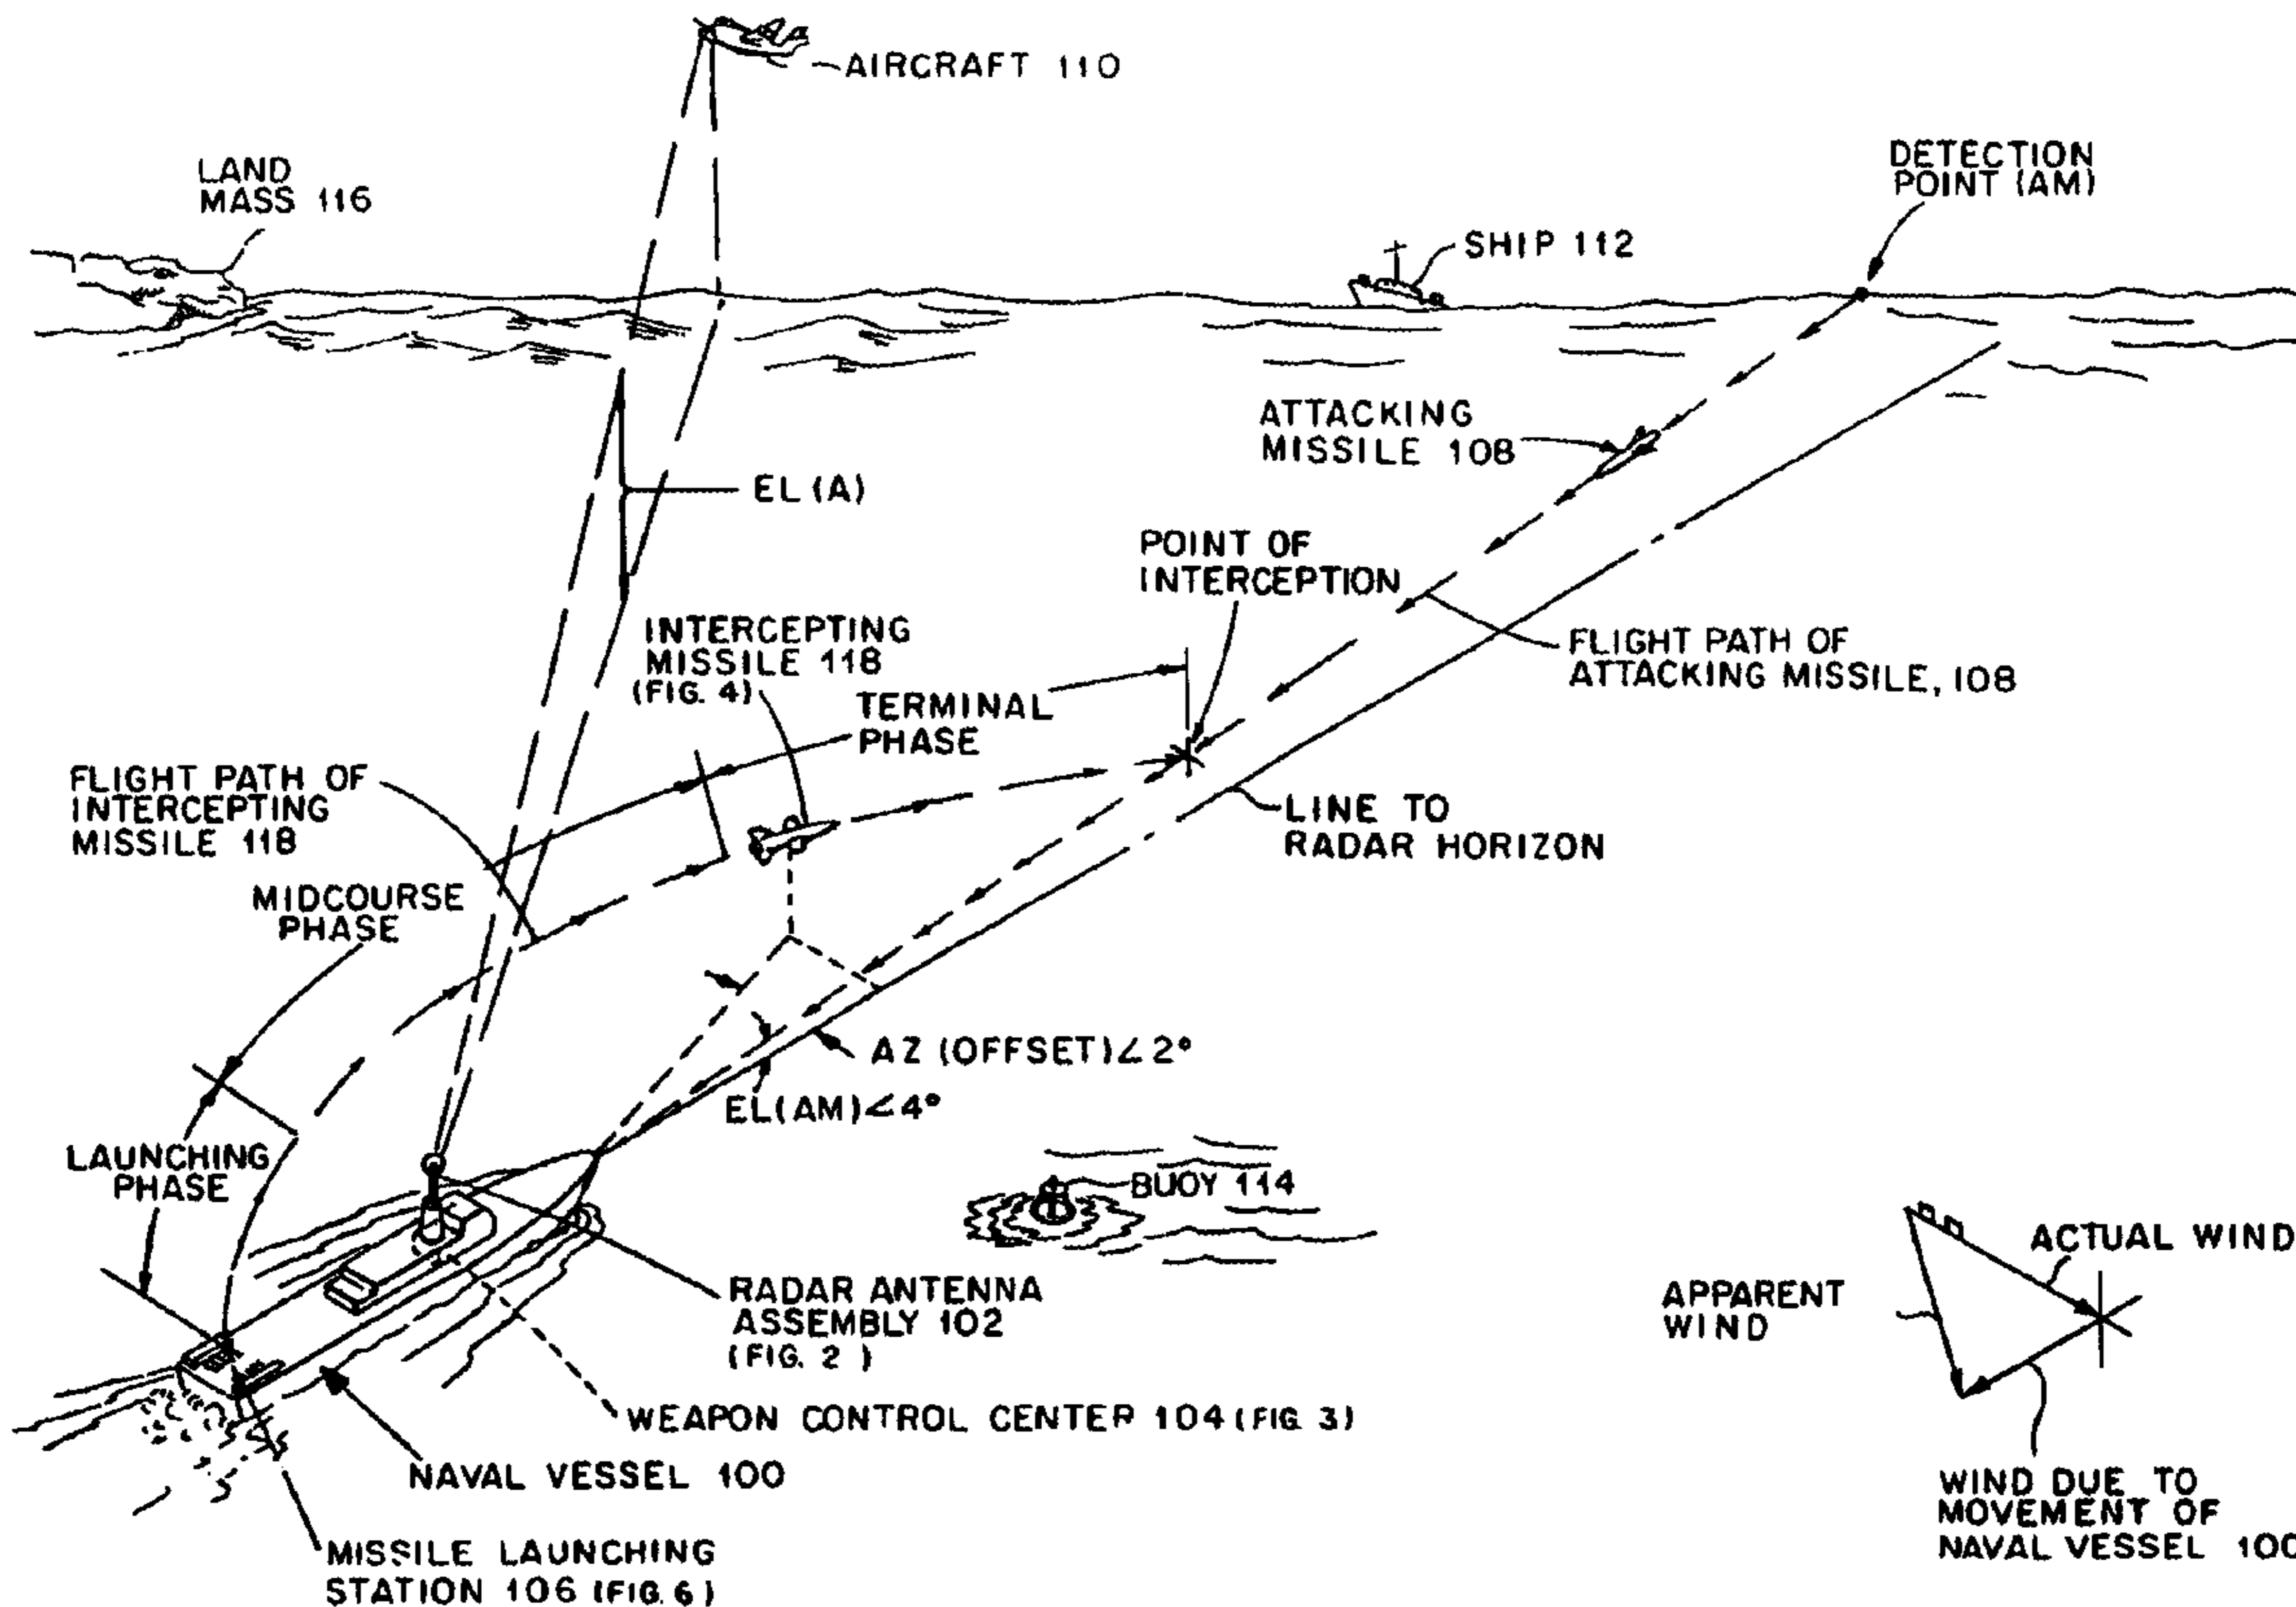 AIRCRAFT 110
LAND
MASS 116
DETECTION
POINT (AM)
SHIP 112
ATTACKING
MISSILE 108
EL (A)
POINT OF
INTERCEPTION
INTERCEPTING
MISSILE 118
(FIG. 4)
FLIGHT PATH OF
ATTACKING MISSILE, 108
TERMINAL
PHASE
FLIGHT PATH OF
INTERCEPTING
MISSILE 118
LINE TO
RADAR HORIZON
MIDCOURSE
PHASE
AZ (OFFSET)∠2°
EL(AM)<4°
LAUNCHING
PHASE
BUOY 114
ACTUAL WIND
RADAR ANTENNA
ASSEMBLY 102
(FIG. 2 )
APPARENT
WIND
WEAPON CONTROL CENTER 104 (FIG. 3)
NAVAL VESSEL 100
WIND DUE TO
MOVEMENT OF
NAVAL VESSEL 100
MISSILE LAUNCHING
STATION 106 (FIG. 6)